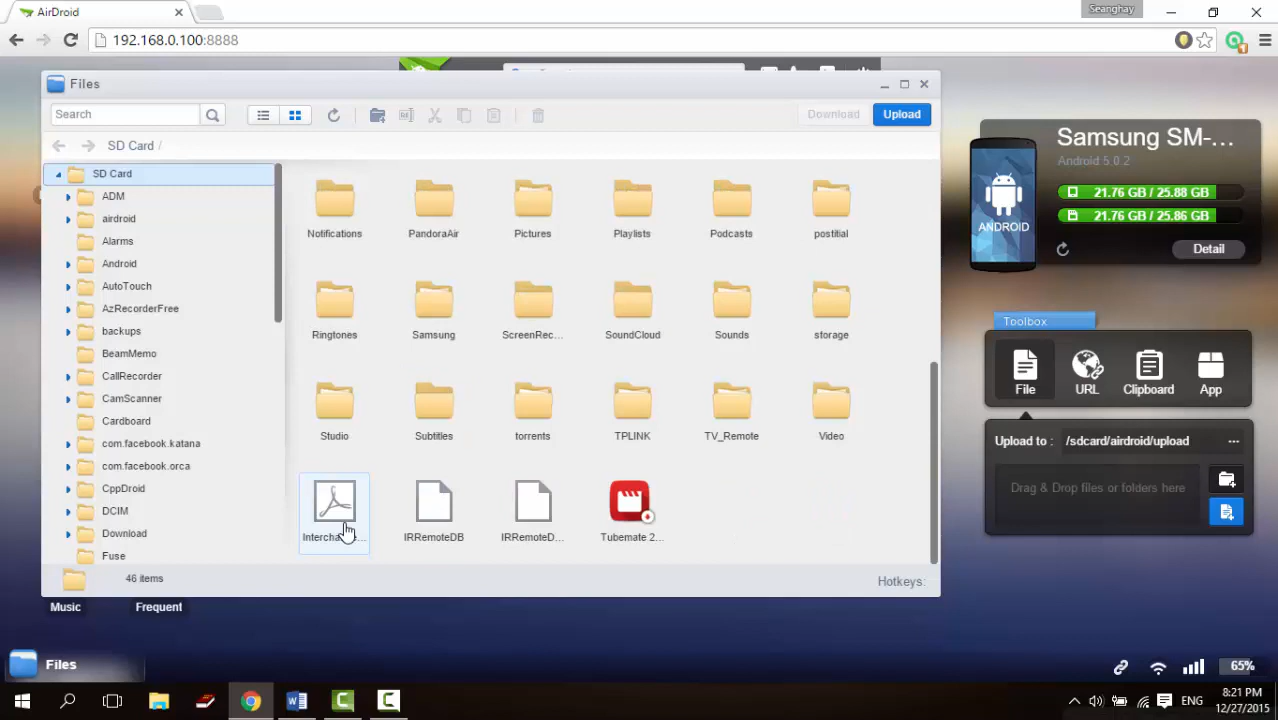 AirDroid
Seanghay
192.168.0.100:8888
Files
Search
Download
Upload
SD Card /
SD Card
ADM
airdroid
Alarms
Android
AutoTouch
AzRecorderFree
backups
BeamMemo
CallRecorder
CamScanner
Cardboard
com.facebook.katana
com.facebook.orca
CppDroid
DCIM
Download
Fuse
Notifications
PandoraAir
Pictures
Playlists
Podcasts
postitial
Ringtones
Samsung
ScreenRec...
SoundCloud
Sounds
storage
Studio
Subtitles
torrents
TPLINK
TV_Remote
Video
IRRemoteDB
IRRemoteD...
Tubemate 2...
46 items
Hotkeys:
Samsung SM-...
Android 5.0.2
21.76 GB / 25.88 GB
21.76 GB / 25.86 GB
ANDROID
Detail
Toolbox
File
URL
Clipboard
App
Upload to : /sdcard/airdroid/upload ...
Drag & Drop files or folders here
Music
Frequent
Files
65%
ENG
8:21 PM
12/27/2015